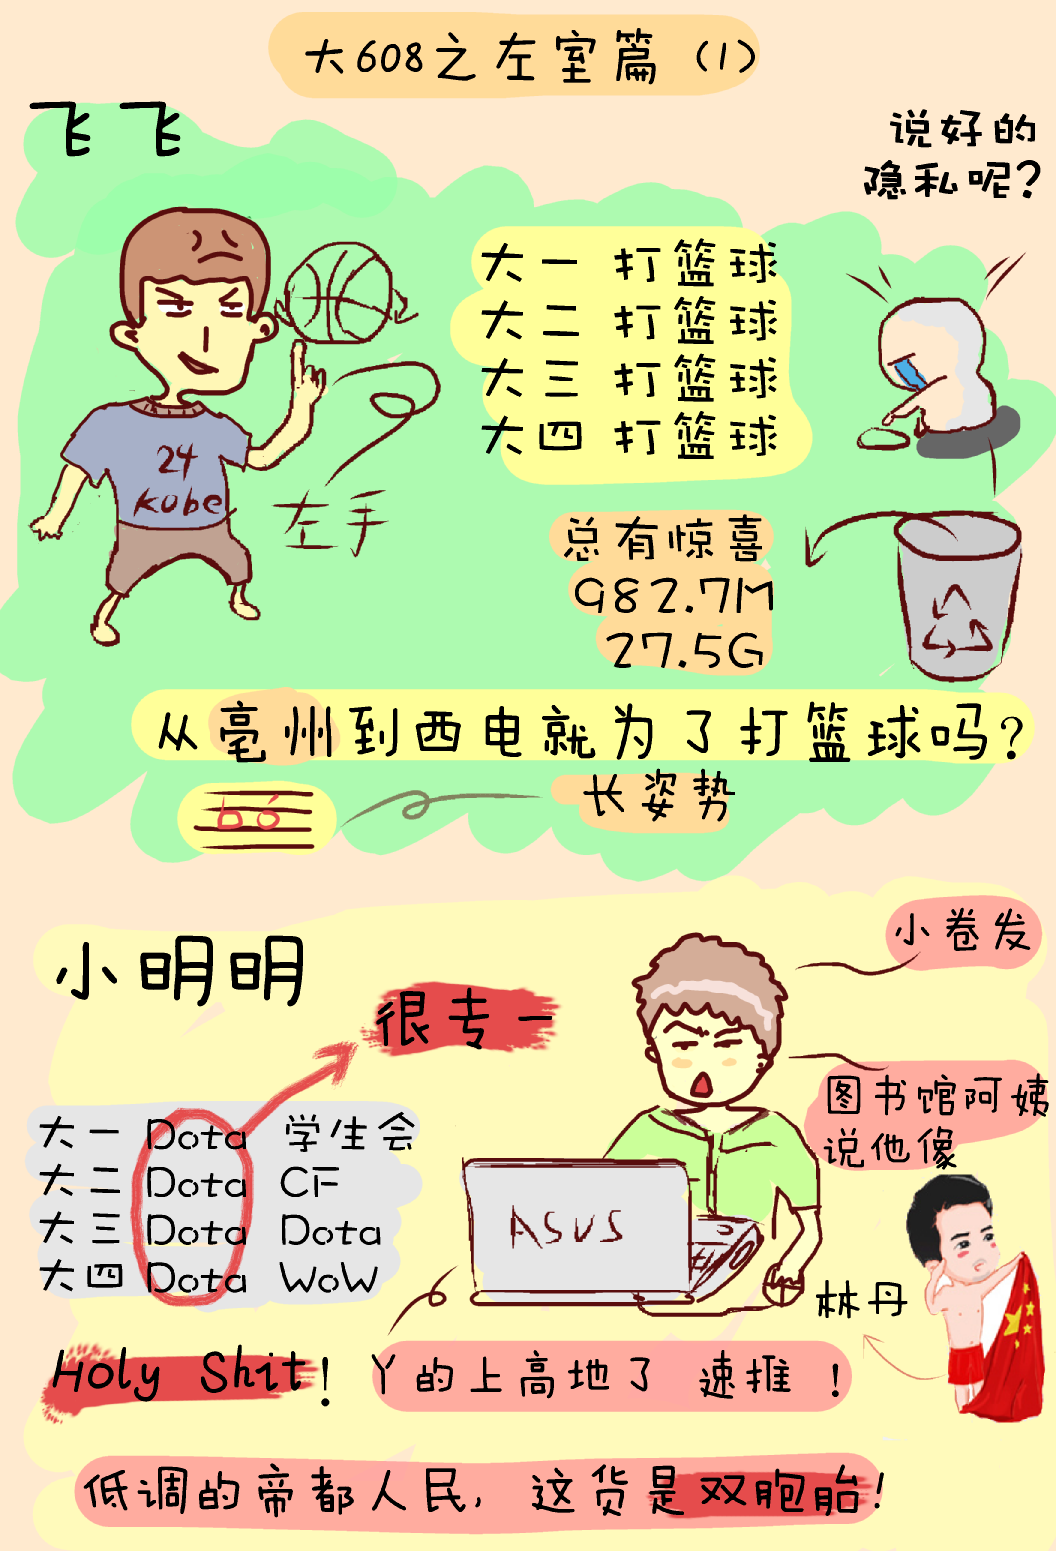 大608之左室篇（1）
飞飞
说好的
隐私呢?
大一 打篮球
大二 打篮球
大三 打篮球
大四 打篮球
24
kobe
左手
总有惊喜
982.7M
27.5G
从亳州到西电就为了打篮球吗?
bó
长姿势
小明明
小卷发
很专一
图书馆阿姨
说他像
大一 Dota 学生会
大二 Dota CF
大三 Dota Dota
大四 Dota WoW
ASUS
林丹
Holy Shit! 丫的上高地了 速推！
低调的帝都人民，这货是双胞胎!